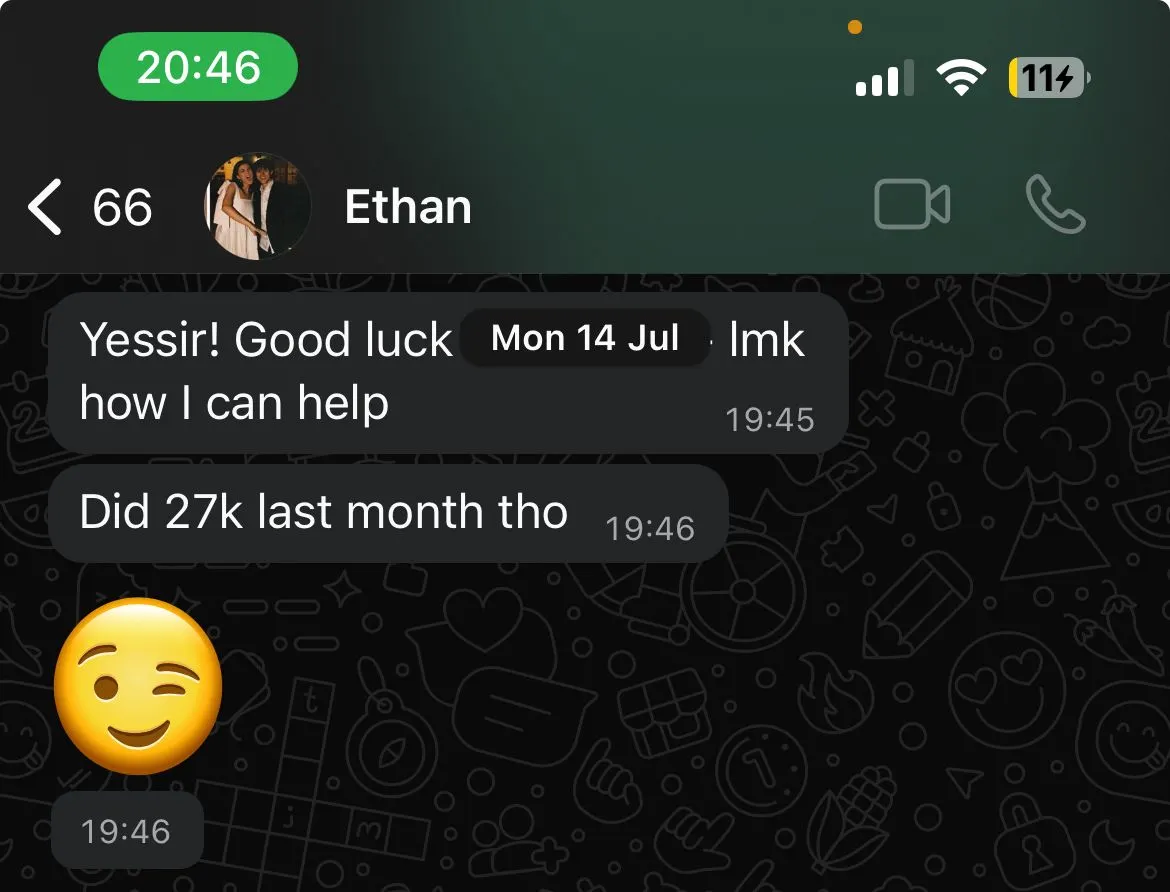 20:46
11
66
Ethan
Mon 14 Jul
Yessir! Good luck lmk
how I can help
19:45
Did 27k last month tho
19:46
19:46